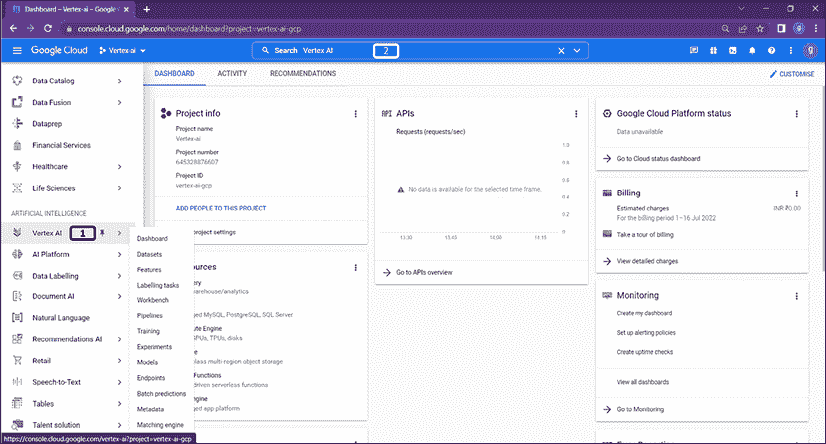 Dashboard – Vertex-ai – Google Cloud
console.cloud.google.com/home/dashboard?project=vertex-ai-gcp
Google Cloud
Vertex-ai
Search Vertex AI
2
DASHBOARD
ACTIVITY
RECOMMENDATIONS
CUSTOMISE
Data Catalog
Data Fusion
Dataprep
Financial Services
Healthcare
Life Sciences
ARTIFICIAL INTELLIGENCE
Vertex AI
1
AI Platform
Data Labelling
Document AI
Natural Language
Recommendations AI
Retail
Speech-to-Text
Tables
Talent solution
https://console.cloud.google.com/vertex-ai?project=vertex-ai-gcp
Dashboard
Datasets
Features
Labelling tasks
Workbench
Pipelines
Training
Experiments
Models
Endpoints
Batch predictions
Metadata
Matching engine
Project info
Project name
Vertex-ai
Project number
645328876607
Project ID
vertex-ai-gcp
ADD PEOPLE TO THIS PROJECT
project settings
MySQL, PostgreSQL, SQL Server
Engine
TPUs, disks
multi-region object storage
Functions
driven serverless functions
app platform
API APIs
Requests (requests/sec)
1.0
0.8
0.6
0.4
0.2
0
No data is available for the selected time frame.
13:30
13:45
14:00
14:15
Go to APIs overview
Google Cloud Platform status
Data unavailable
Go to Cloud status dashboard
Billing
Estimated charges
INR ₹0.00
For the billing period 1–16 Jul 2022
Take a tour of billing
View detailed charges
Monitoring
Create my dashboard
Set up alerting policies
Create uptime checks
View all dashboards
Go to Monitoring